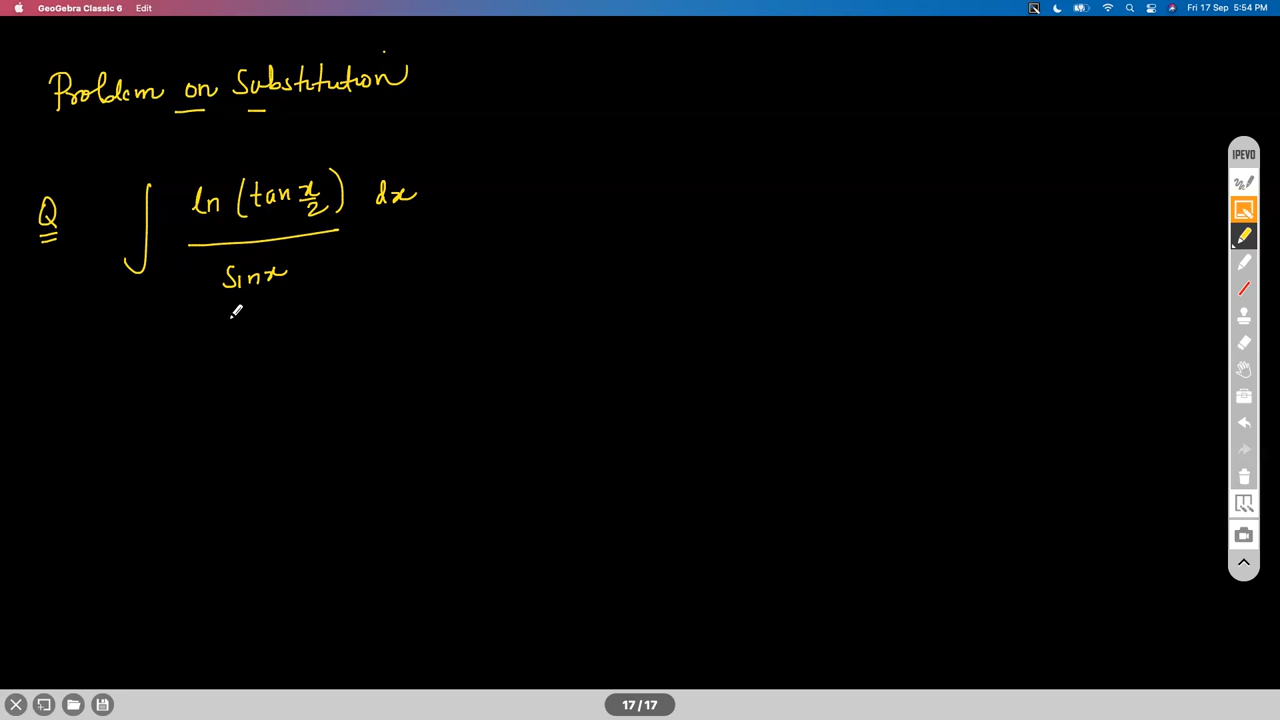 GeoGebra Classic 6 Edit Fri 17 Sep 5:54 PM
Problem on Substitution
Q ∫ ln (tan x/2) / sinx dx
IPEVO
17 / 17